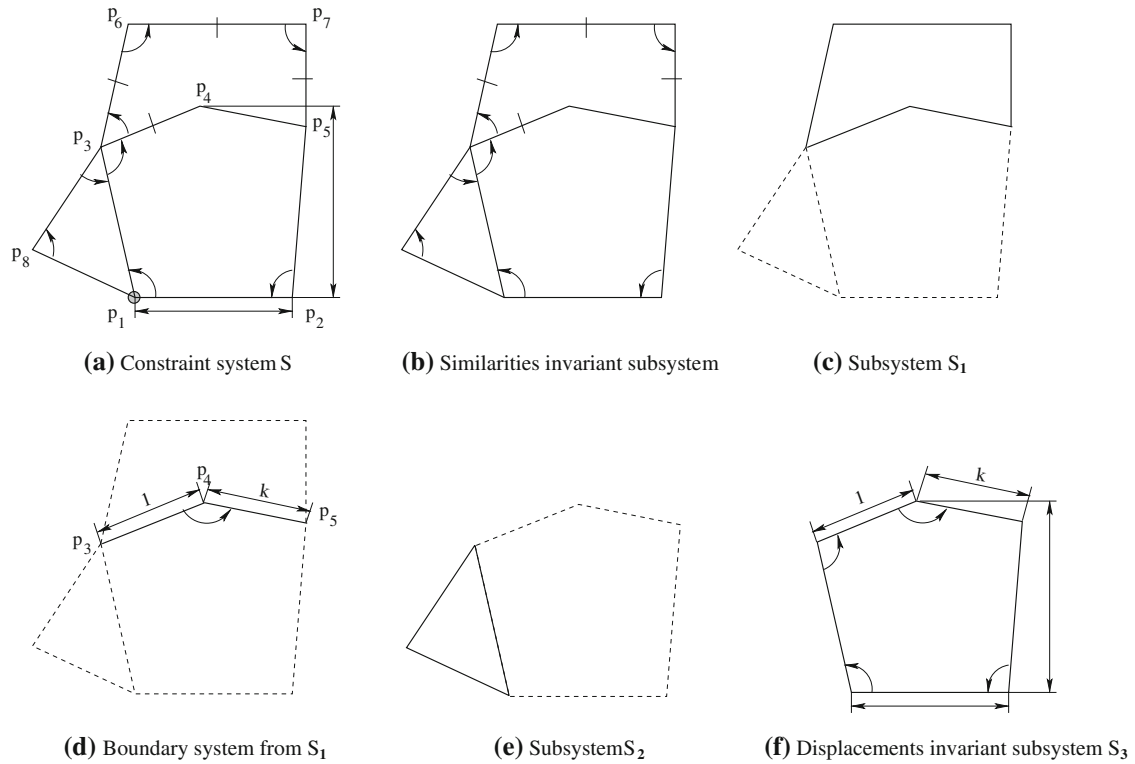 p6 p7
p4
p3 p5
p8
p1 p2
(a) Constraint system S
(b) Similarities invariant subsystem
(c) Subsystem S1
p4
l k
p5
p3
(d) Boundary system from S1
(e) SubsystemS2
l k
(f) Displacements invariant subsystem S3